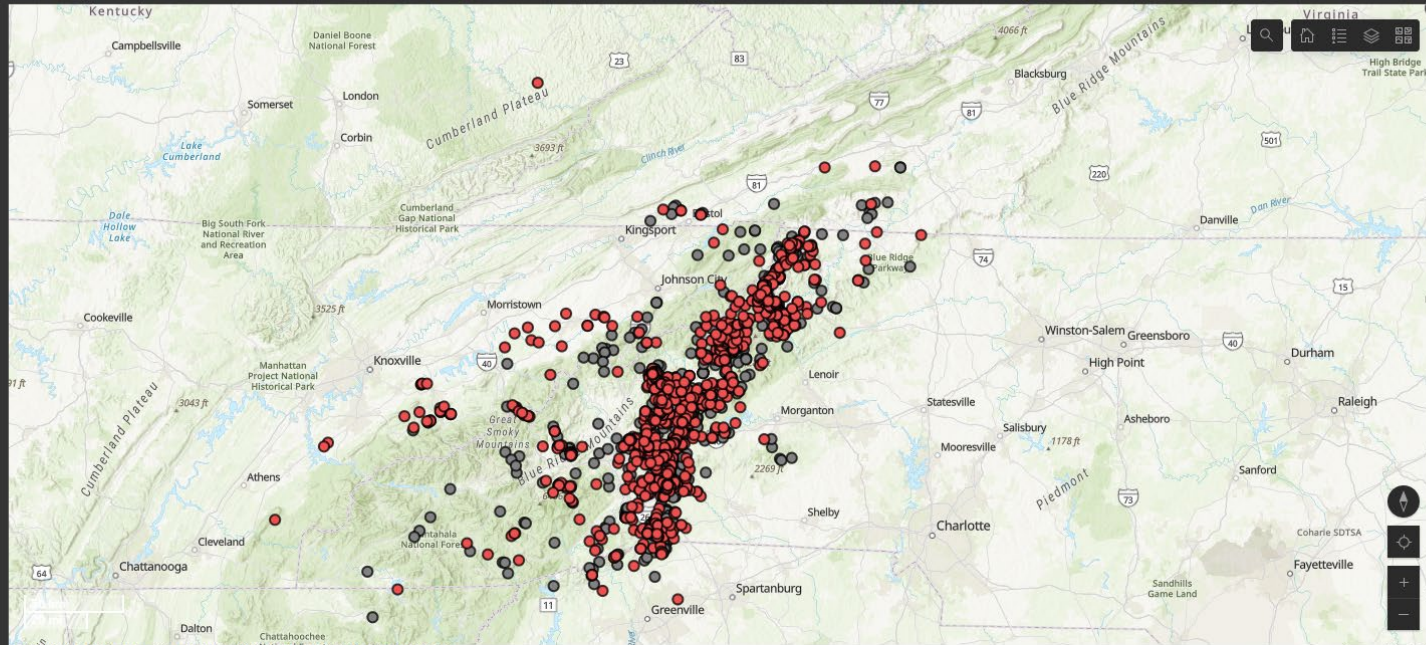 Kentucky
Virginia
Campbellsville
Daniel Boone
National Forest
23
83
4066 ft
Blacksburg
High Bridge
Trail State Park
Blue Ridge Mountains
Somerset
London
Cumberland Plateau
77
81
Corbin
Lake
Cumberland
3693 ft
Clinch River
501
220
81
Dale
Hollow
Lake
Big South Fork
National River
and Recreation
Area
Cumberland
Gap National
Historical Park
Dan River
Danville
Kingsport
74
Blue Ridge
Parkway
Johnson City
15
3525 ft
Morristown
Cookeville
Winston-Salem
Greensboro
40
Durham
Knoxville
40
High Point
Manhattan
Project National
Historical Park
91 ft
3043 ft
Cumberland Plateau
Lenoir
Statesville
Asheboro
Raleigh
Morganton
Great
Smoky
Mountains
Blue Ridge Mountains
Salisbury
1178 ft
Mooresville
2269 ft
Sanford
Athens
Piedmont
73
Shelby
Charlotte
Nantahala
National Forest
Coharie SDTSA
Cleveland
Fayetteville
Chattanooga
64
Spartanburg
Sandhills
Game Land
11
Greenville
Dalton
Chattahoochee